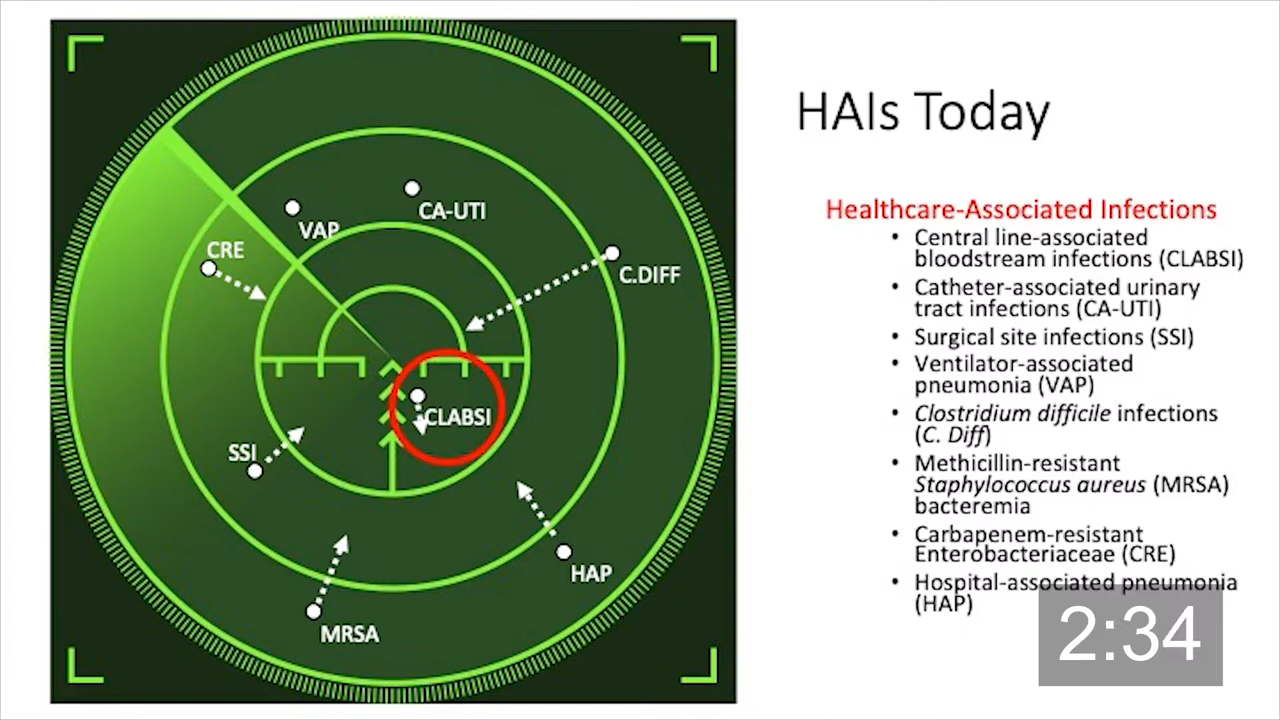 HAIs Today
Healthcare-Associated Infections
• Central line-associated
bloodstream infections (CLABSI)
• Catheter-associated urinary
tract infections (CA-UTI)
• Surgical site infections (SSI)
• Ventilator-associated
pneumonia (VAP)
• Clostridium difficile infections
(C. Diff)
• Methicillin-resistant
Staphylococcus aureus (MRSA)
bacteremia
• Carbapenem-resistant
Enterobacteriaceae (CRE)
• Hospital-associated pneumonia
(HAP)
CA-UTI
VAP
CRE
C.DIFF
CLABSI
SSI
HAP
MRSA
2:34